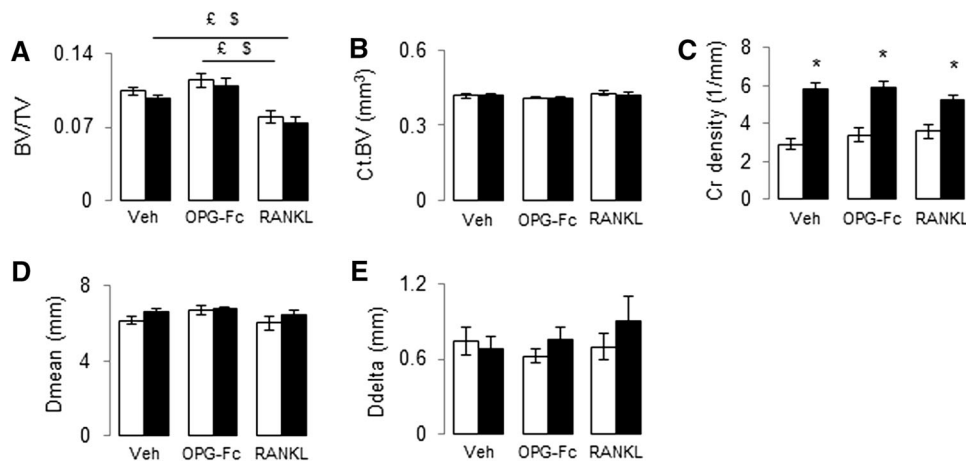 A
£ $
£ $
BV/TV
0.14
0.07
0
Veh OPG-Fc RANKL
B
Ct.BV (mm³)
0.6
0.3
0
Veh OPG-Fc RANKL
C
Cr density (1/mm)
10
8
6
4
2
0
* * *
Veh OPG-Fc RANKL
D
Dmean (mm)
8
4
0
Veh OPG-Fc RANKL
E
Ddelta (mm)
1.2
0.6
0
Veh OPG-Fc RANKL